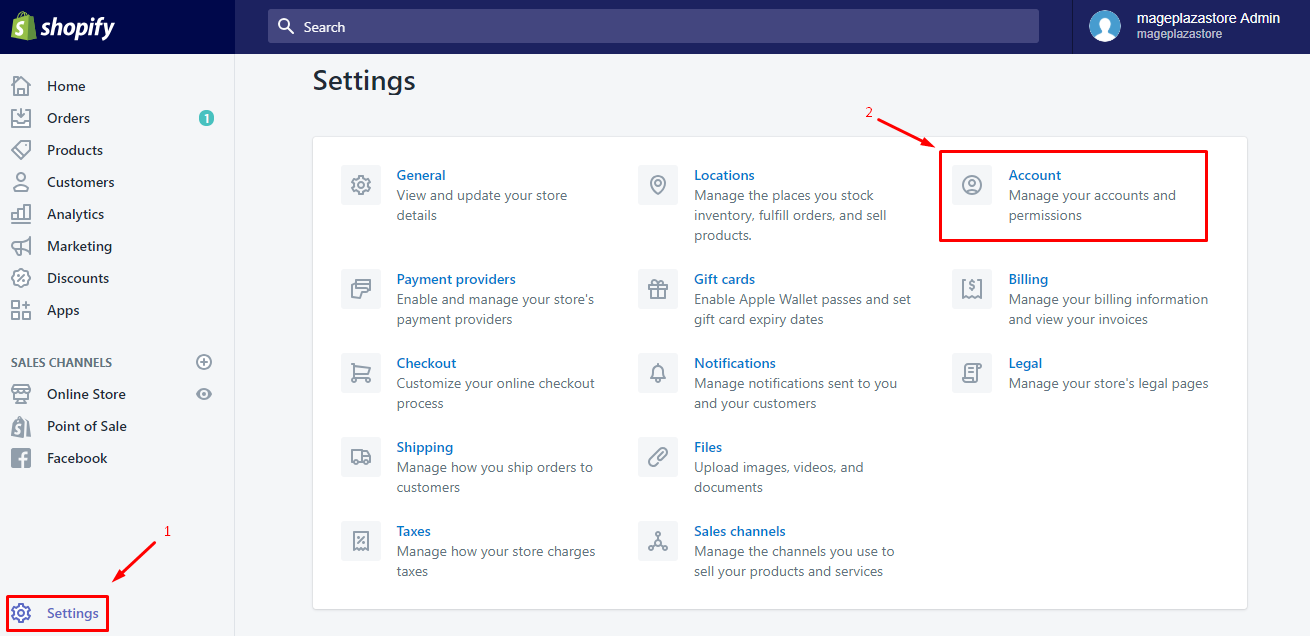 shopify
Search
mageplazastore Admin
mageplazastore
Home
Orders
1
Products
Customers
Analytics
Marketing
Discounts
Apps
SALES CHANNELS
Online Store
Point of Sale
Facebook
1
Settings
Settings
2
General
View and update your store
details
Locations
Manage the places you stock
inventory, fulfill orders, and sell
products.
Account
Manage your accounts and
permissions
Payment providers
Enable and manage your store's
payment providers
Gift cards
Enable Apple Wallet passes and set
gift card expiry dates
Billing
Manage your billing information
and view your invoices
Checkout
Customize your online checkout
process
Notifications
Manage notifications sent to you
and your customers
Legal
Manage your store's legal pages
Shipping
Manage how you ship orders to
customers
Files
Upload images, videos, and
documents
Taxes
Manage how your store charges
taxes
Sales channels
Manage the channels you use to
sell your products and services